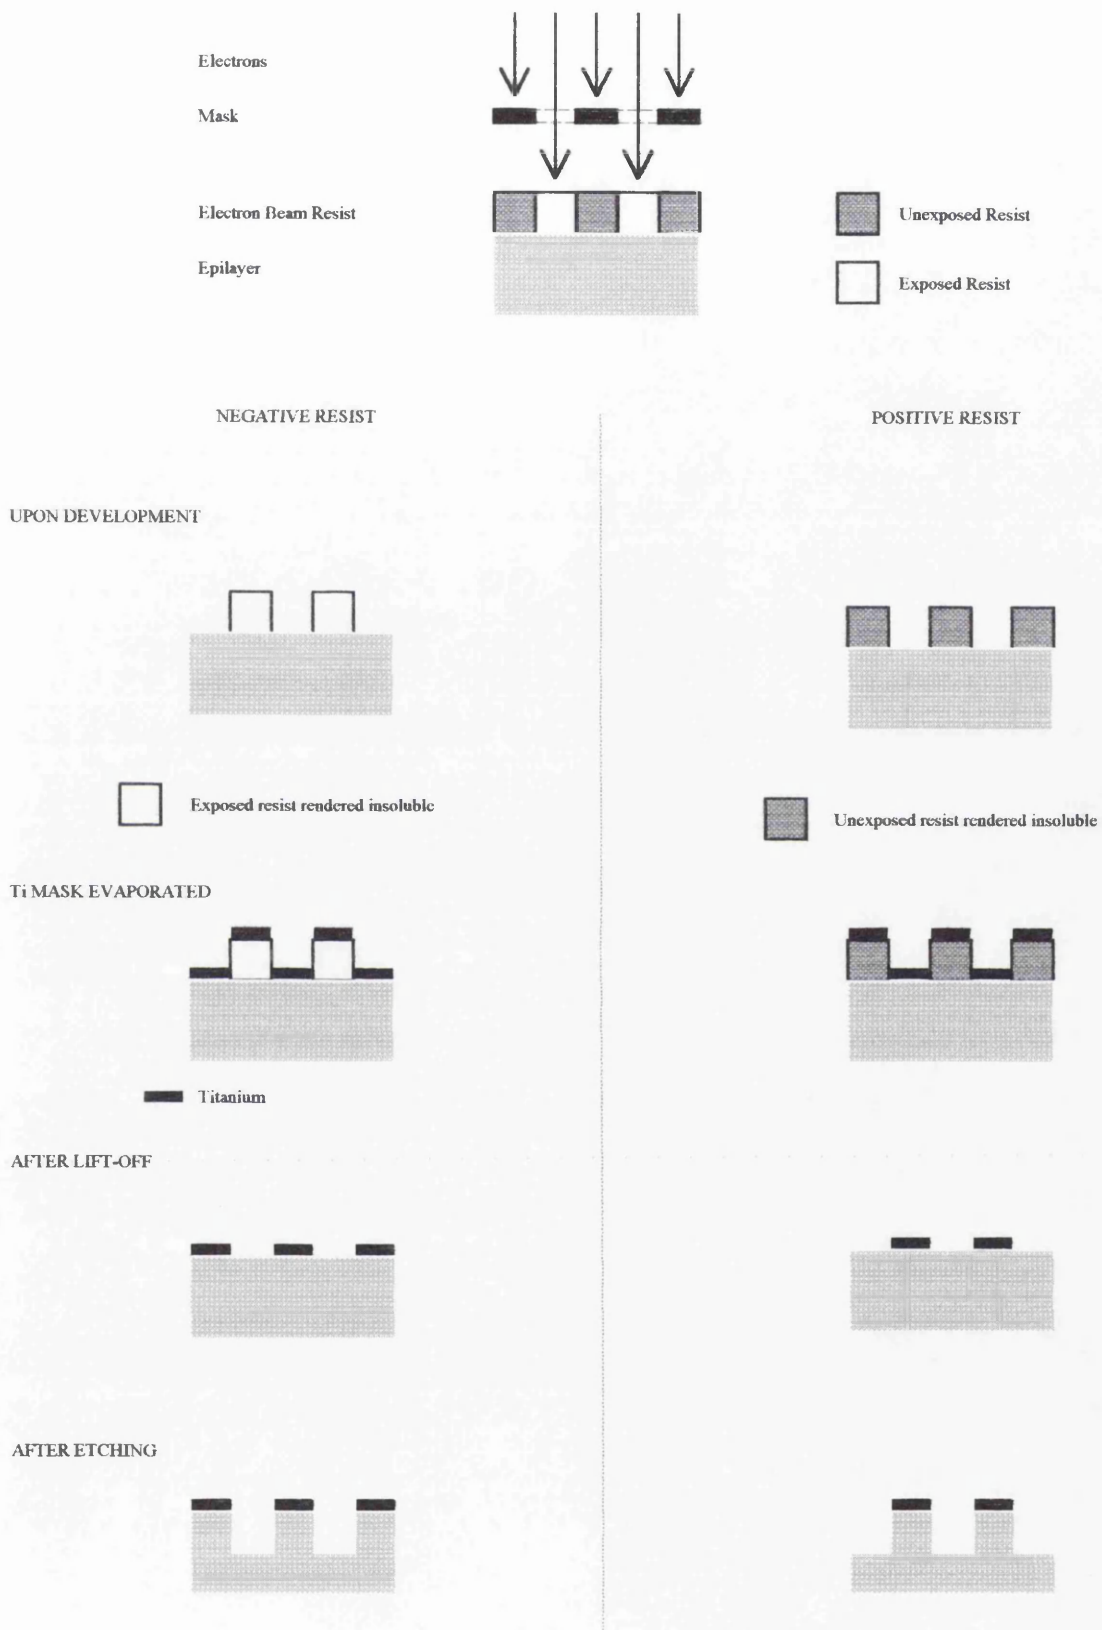 Electrons
Mask
Electron Beam Resist
Unexposed Resist
Epilayer
Exposed Resist
NEGATIVE RESIST
POSITIVE RESIST
UPON DEVELOPMENT
Exposed resist rendered insoluble
Unexposed resist rendered insoluble
Ti MASK EVAPORATED
Titanium
AFTER LIFT-OFF
AFTER ETCHING